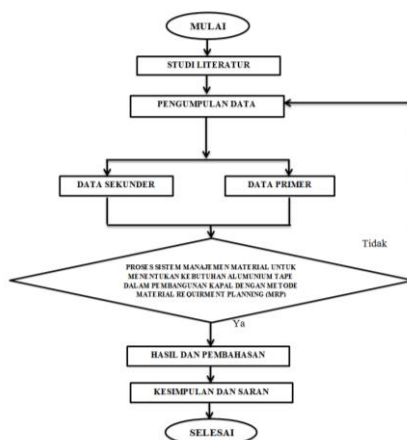 MULAI
STUDI LITERATUR
PENGUMPULAN DATA
DATA SEKUNDER
DATA PRIMER
Tidak
PROSES SISTEM MANAJEMEN MATERIAL UNTUK
MENENTUKAN KEBUTUHAN ALUMUNIUM TAPE
DALAM PEMBANGUNAN KAPAL DENGAN METODE
MATERIAL REQUIRMENT PLANNING (MRP)
Ya
HASIL DAN PEMBAHASAN
KESIMPULAN DAN SARAN
SELESAI